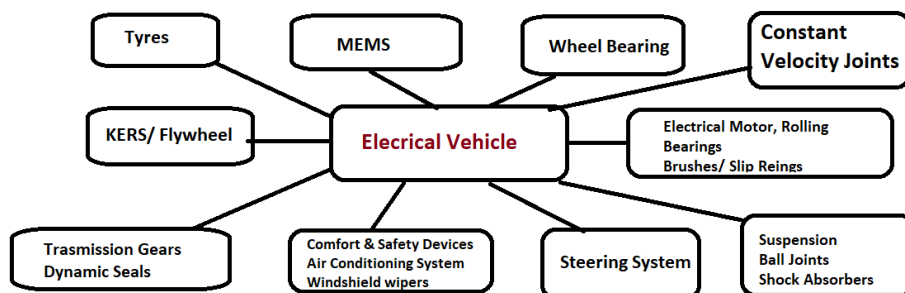 Tyres
MEMS
Wheel Bearing
Constant
Velocity Joints
KERS/ Flywheel
Elecrical Vehicle
Electrical Motor, Rolling
Bearings
Brushes/ Slip Reings
Trasmission Gears
Dynamic Seals
Comfort & Safety Devices
Air Conditioning System
Windshield wipers
Steering System
Suspension
Ball Joints
Shock Absorbers